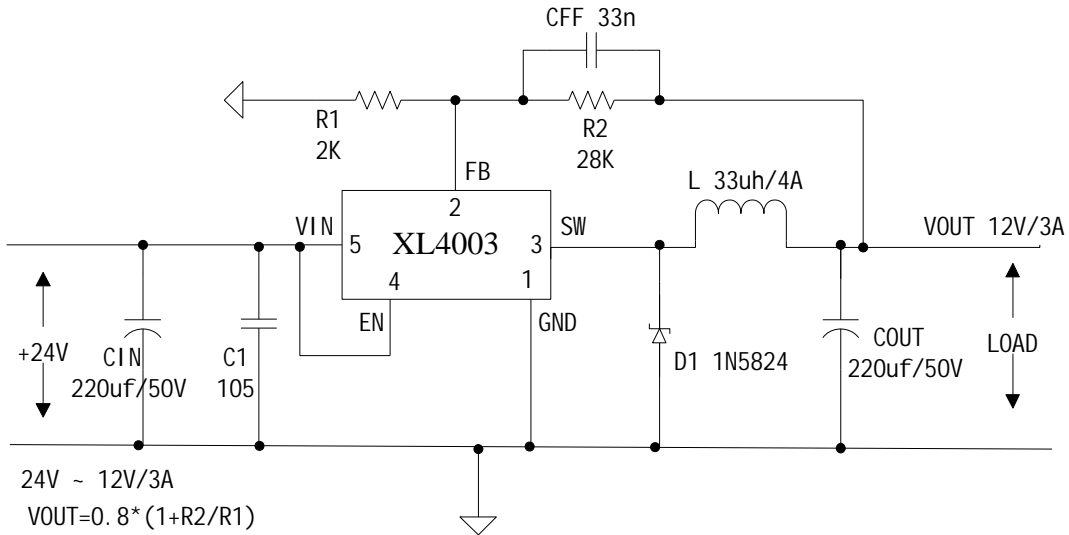 CFF 33n
R1
2K
R2
28K
FB
L 33uh/4A
2
VIN
5
XL4003
3
SW
VOUT 12V/3A
4
1
EN
GND
+24V
CIN
220uf/50V
C1
105
D1 1N5824
COUT
220uf/50V
LOAD
24V ~ 12V/3A
VOUT=0.8*(1+R2/R1)